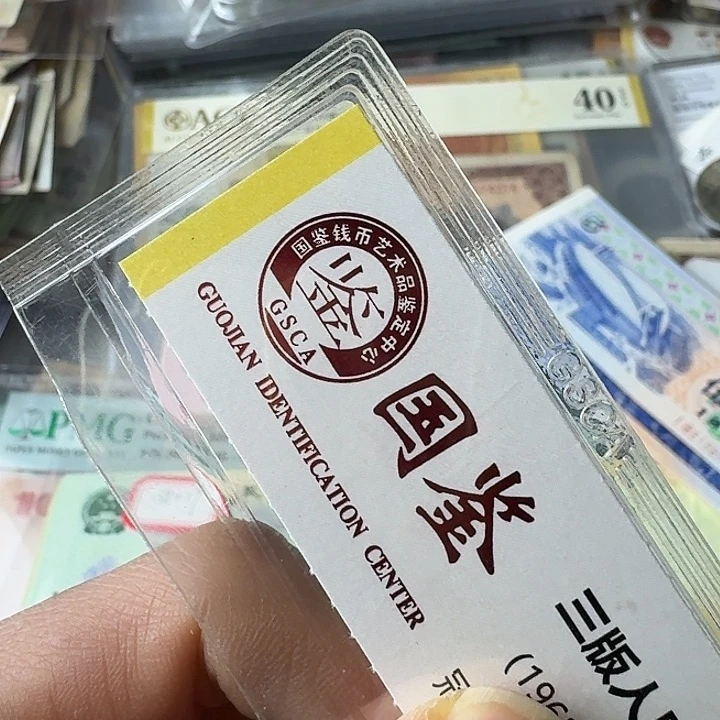 国鉴钱币艺术品鉴定中心
鉴
GSCA
国鉴
GUOJIAN IDENTIFICATION CENTER
三版人
(196
GSCA
40
PMG